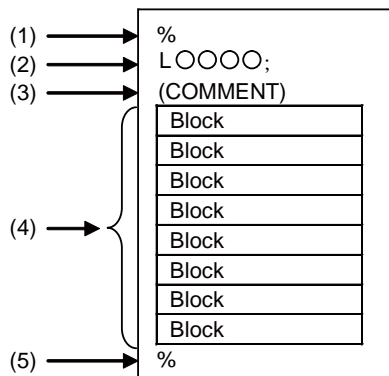 (1) %
(2) L○○○○;
(3) (COMMENT)
Block
Block
Block
Block
(4) Block
Block
Block
Block
(5) %